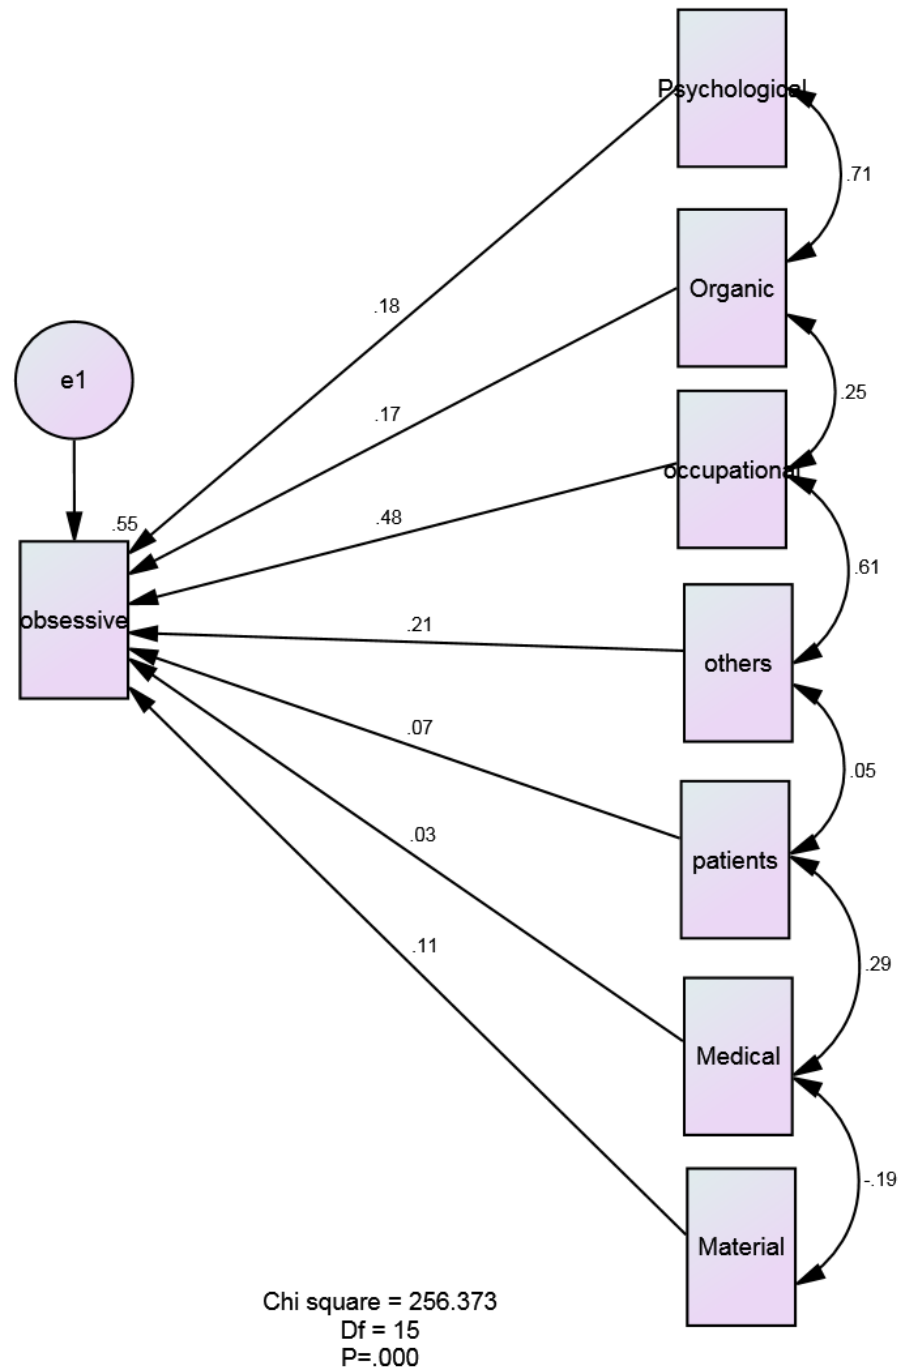 Psychological
.71
Organic
.18
e1
.25
.17
occupational
.48
.55
.61
obsessive
.21
others
.07
.05
.03
patients
.11
.29
Medical
-.19
Material
Chi square = 256.373
Df = 15
P=.000